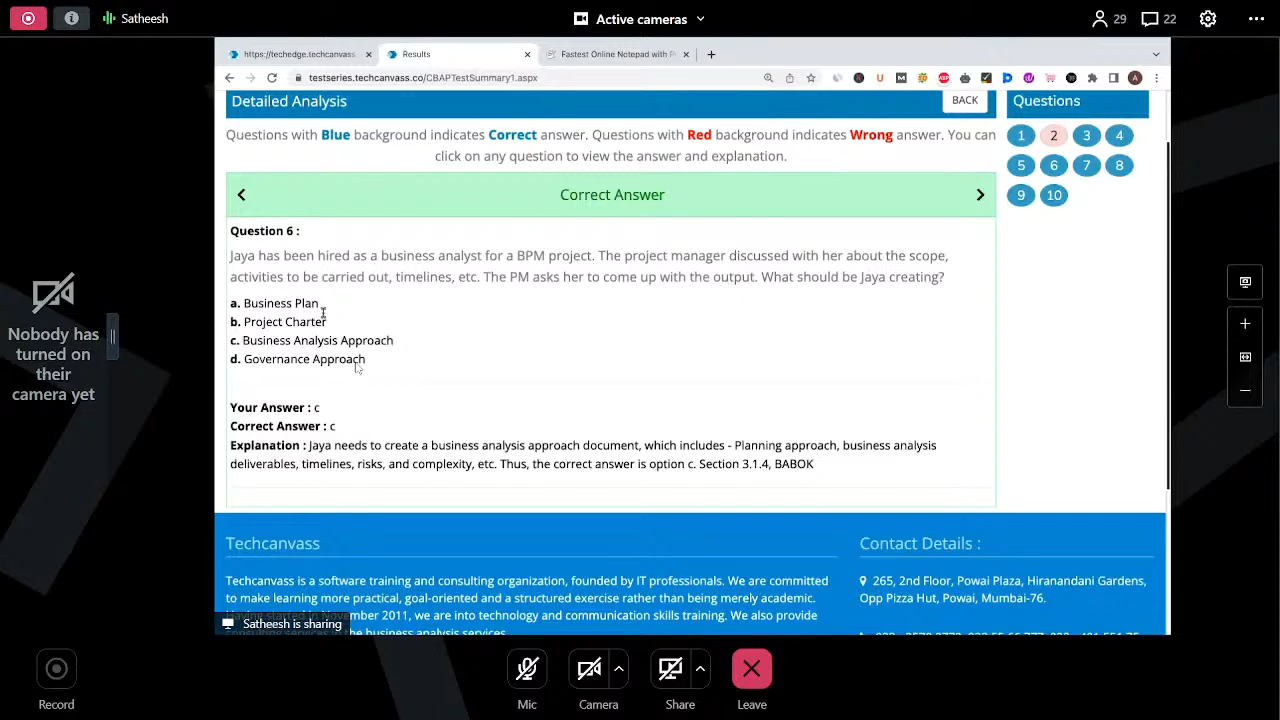 Satheesh
Active cameras
29
22
https://techedge.techcanvass
Results
Fastest Online Notepad with
testseries.techcanvass.co/CBAPTestSummary1.aspx
Detailed Analysis
BACK
Questions
Questions with Blue background indicates Correct answer. Questions with Red background indicates Wrong answer. You can
click on any question to view the answer and explanation.
1 2 3 4
5 6 7 8
9 10
Correct Answer
Question 6 :
Jaya has been hired as a business analyst for a BPM project. The project manager discussed with her about the scope,
activities to be carried out, timelines, etc. The PM asks her to come up with the output. What should be Jaya creating?
a. Business Plan
b. Project Charter
c. Business Analysis Approach
d. Governance Approach
Your Answer : c
Correct Answer : c
Explanation : Jaya needs to create a business analysis approach document, which includes - Planning approach, business analysis
deliverables, timelines, risks, and complexity, etc. Thus, the correct answer is option c. Section 3.1.4, BABOK
Nobody has
turned on
their
camera yet
Techcanvass
Techcanvass is a software training and consulting organization, founded by IT professionals. We are committed
to make learning more practical, goal-oriented and a structured exercise rather than being merely academic.
Having started in November 2011, we are into technology and communication skills training. We also provide
the business analysis services.
Contact Details :
265, 2nd Floor, Powai Plaza, Hiranandani Gardens,
Opp Pizza Hut, Powai, Mumbai-76.
Satheesh is sharing
Record
Mic
Camera
Share
Leave